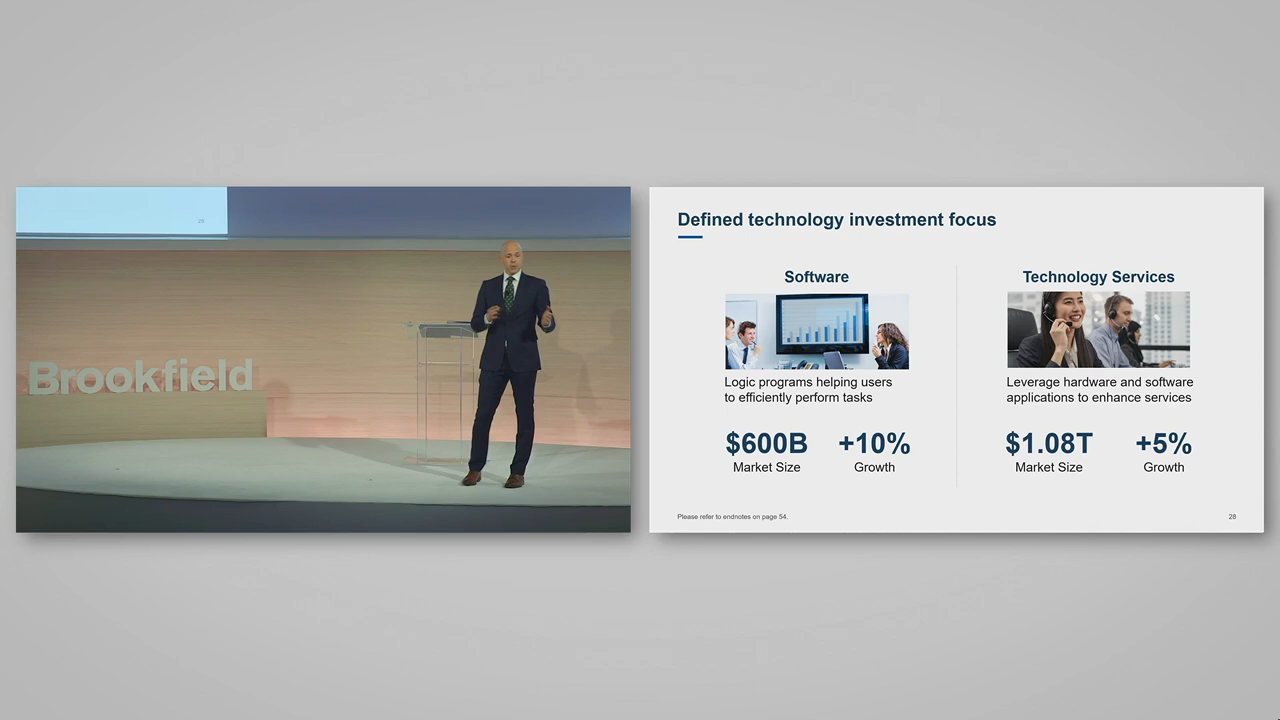 28
Brookfield
Defined technology investment focus
Software
Logic programs helping users
to efficiently perform tasks
$600B
+10%
Market Size
Growth
Technology Services
Leverage hardware and software
applications to enhance services
$1.08T
+5%
Market Size
Growth
Please refer to endnotes on page 54.
28